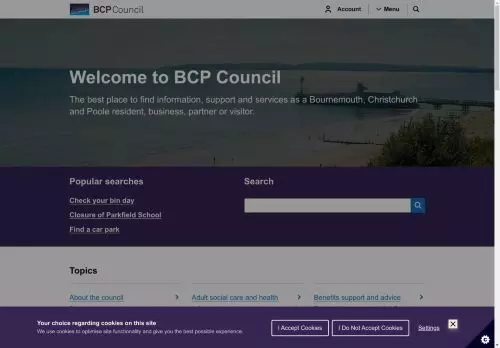 BCP Council
Account
Menu
Welcome to BCP Council
The best place to find information, support and services as a Bournemouth, Christchurch
and Poole resident, business, partner or visitor.
Popular searches
Search
Check your bin day
Closure of Parkfield School
Find a car park
Topics
About the council
Adult social care and health
Benefits support and advice
Your choice regarding cookies on this site
We use cookies to optimise site functionality and give you the best possible experience.
I Accept Cookies
I Do Not Accept Cookies
Settings